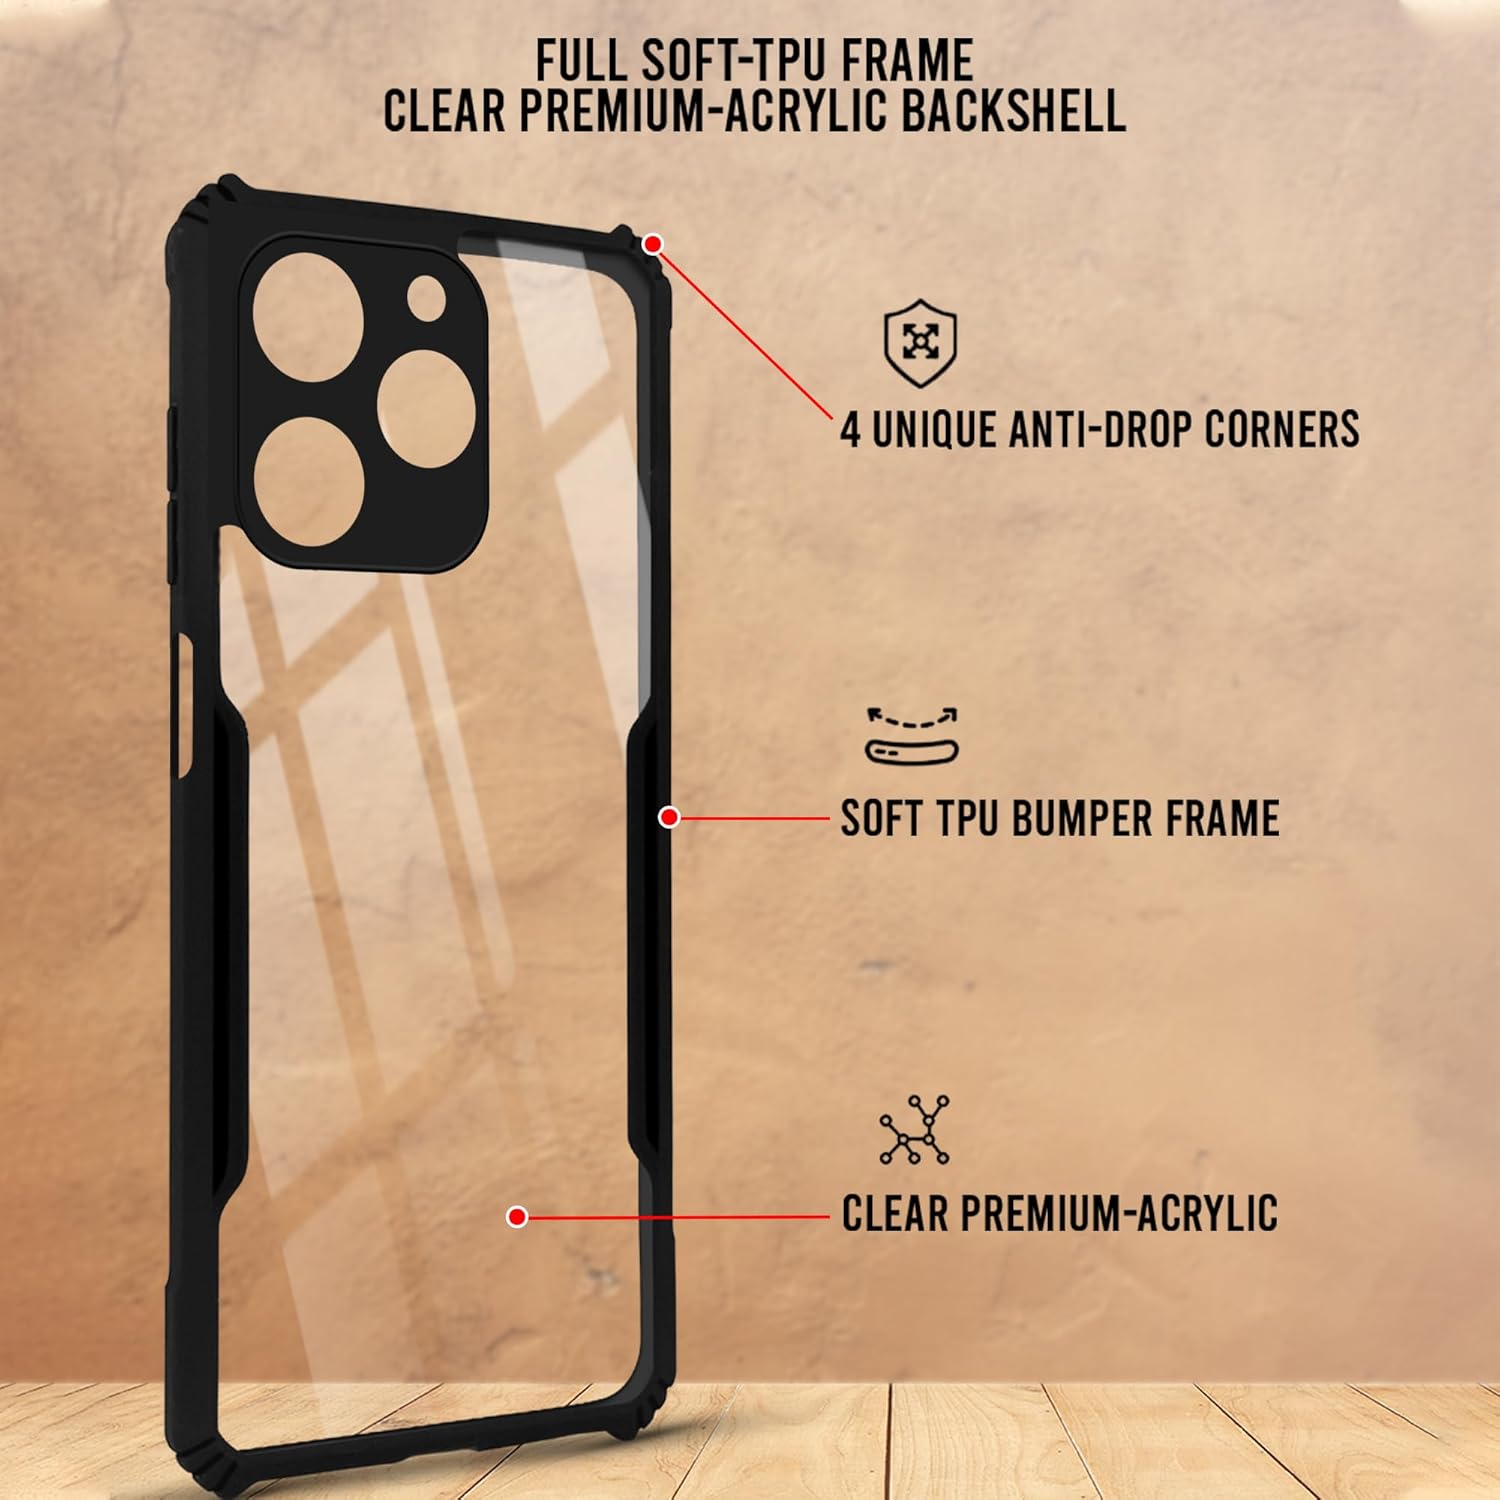 FULL SOFT-TPU FRAME
CLEAR PREMIUM-ACRYLIC BACKSHELL
4 UNIQUE ANTI-DROP CORNERS
SOFT TPU BUMPER FRAME
CLEAR PREMIUM-ACRYLIC